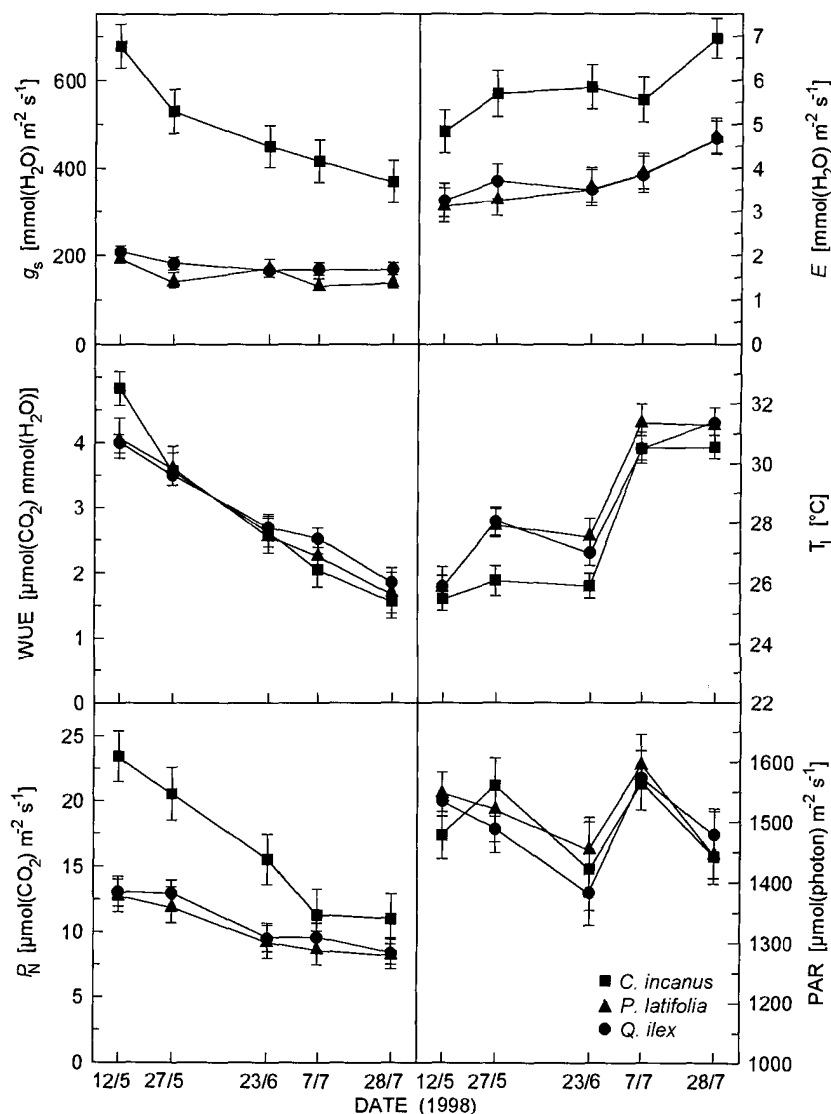 600
400
200
0
g_s [mmol(H₂O) m⁻² s⁻¹]
7
6
5
4
3
2
1
0
E [mmol(H₂O) m⁻² s⁻¹]
4
3
2
1
0
WUE [µmol(CO₂) mmol(H₂O)]
32
30
28
26
24
22
T_l [°C]
25
20
15
10
5
0
P_N [µmol(CO₂) m⁻² s⁻¹]
1600
1500
1400
1300
1200
1000
PAR [µmol(photon) m⁻² s⁻¹]
C. incanus
P. latifolia
Q. ilex
12/5 27/5 23/6 7/7 28/7
12/5 27/5 23/6 7/7 28/7
DATE (1998)